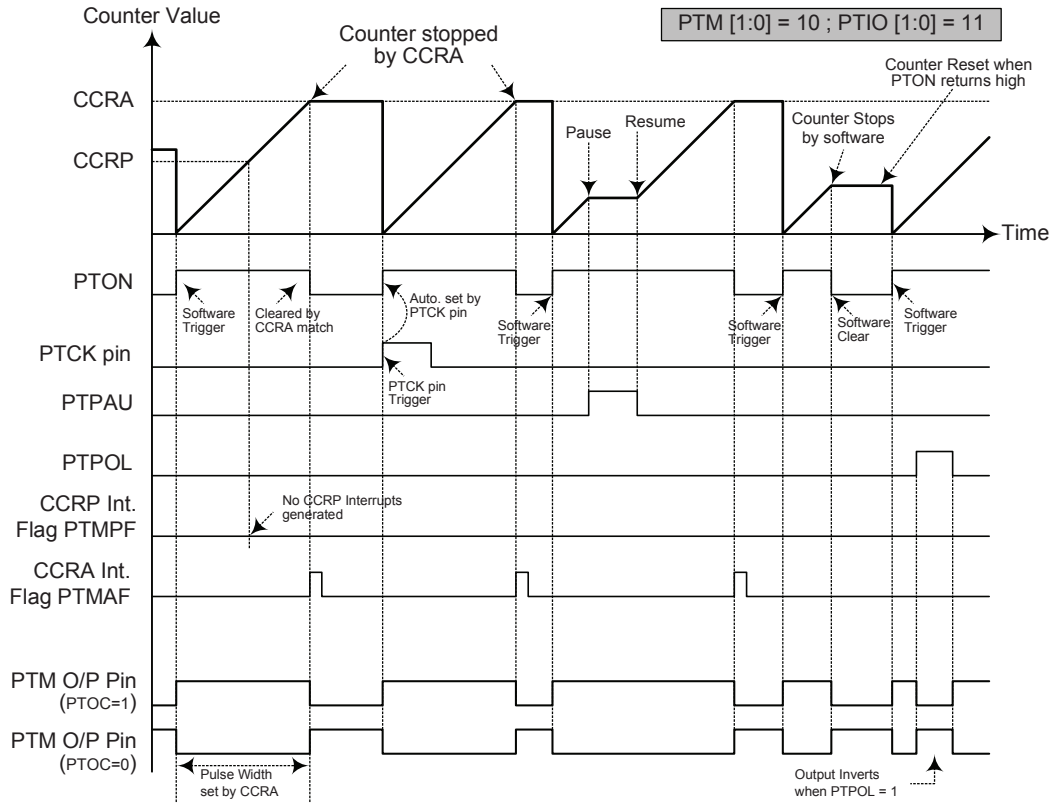 Counter Value
PTM [1:0] = 10 ; PTIO [1:0] = 11
Counter stopped
by CCRA
Counter Reset when
PTON returns high
CCRA
Counter Stops
by software
Pause
Resume
CCRP
Time
PTON
Software
Trigger
Cleared by
CCRA match
Auto. set by
PTCK pin
Software
Trigger
Software
Trigger
Software
Clear
Software
Trigger
PTCK pin
PTCK pin
Trigger
PTPAU
PTPOL
CCRP Int.
Flag PTMPF
No CCRP Interrupts
generated
CCRA Int.
Flag PTMAF
PTM O/P Pin
(PTOC=1)
PTM O/P Pin
(PTOC=0)
Pulse Width
set by CCRA
Output Inverts
when PTPOL = 1